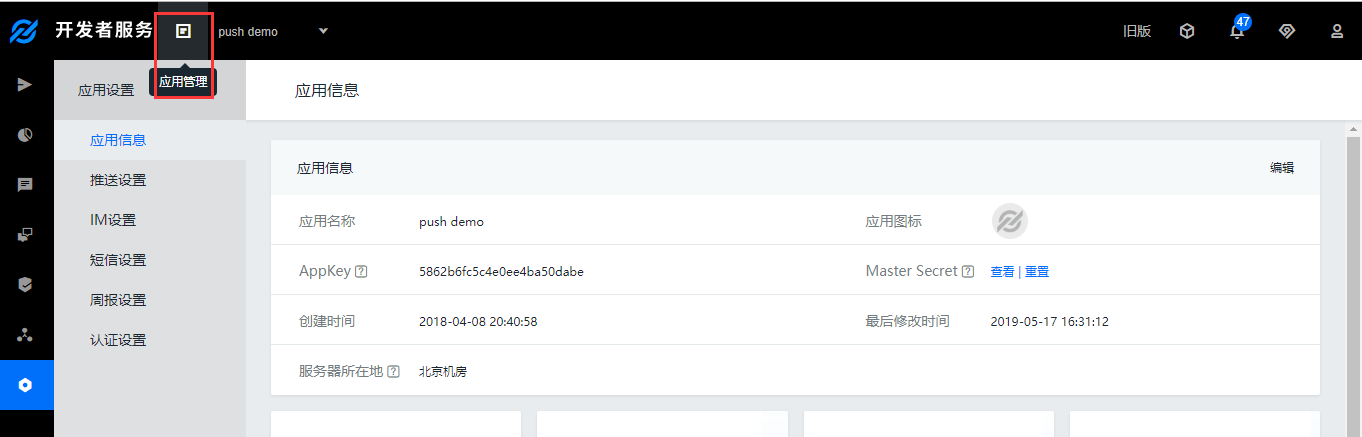 开发者服务
push demo
旧版
47
应用管理
应用设置
应用信息
应用信息
推送设置
IM设置
短信设置
周报设置
认证设置
应用信息
编辑
应用名称
push demo
应用图标
AppKey ?
5862b6fc5c4e0ee4ba50dabe
Master Secret ?
查看 | 重置
创建时间
2018-04-08 20:40:58
最后修改时间
2019-05-17 16:31:12
服务器所在地 ?
北京机房